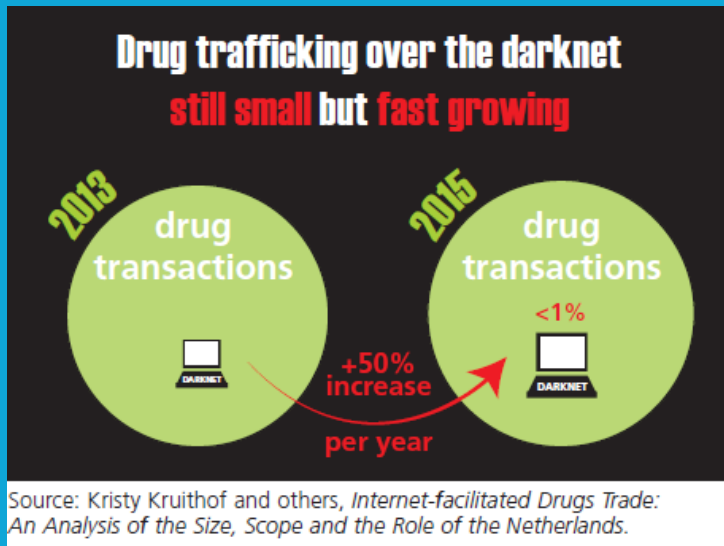 Drug trafficking over the darknet
still small but fast growing
2013
drug
transactions
DARKNET
+50%
increase
per year
2015
drug
transactions
<1%
DARKNET
Source: Kristy Kruithof and others, Internet-facilitated Drugs Trade:
An Analysis of the Size, Scope and the Role of the Netherlands.